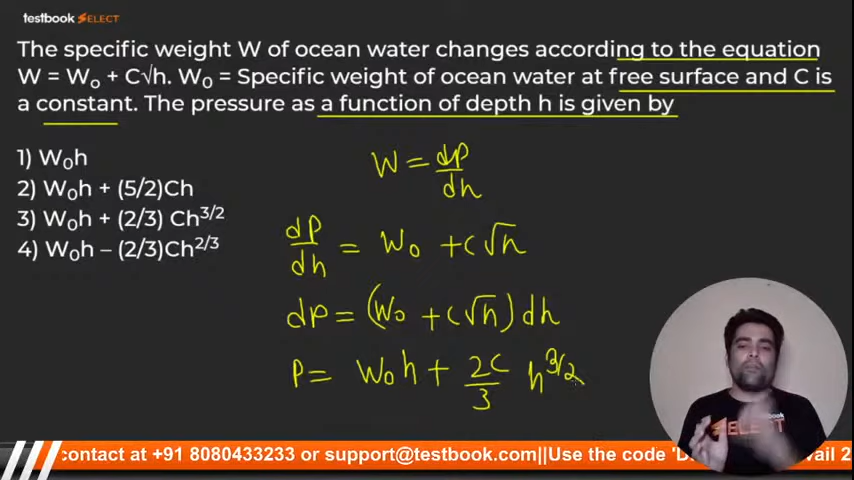 testbook SELECT
The specific weight W of ocean water changes according to the equation
W = W₀ + C√h. W₀ = Specific weight of ocean water at free surface and C is
a constant. The pressure as a function of depth h is given by
1) W₀h
2) W₀h + (5/2)Ch
3) W₀h + (2/3) Ch^3/2
4) W₀h – (2/3)Ch^2/3
W = dP/dh
dP/dh = W₀ + C√h
dP = (W₀ + C√h) dh
P = W₀h + 2C/3 h^3/2
testbook
SELECT
contact at +91 8080433233 or support@testbook.com||Use the code 'D
vail 2